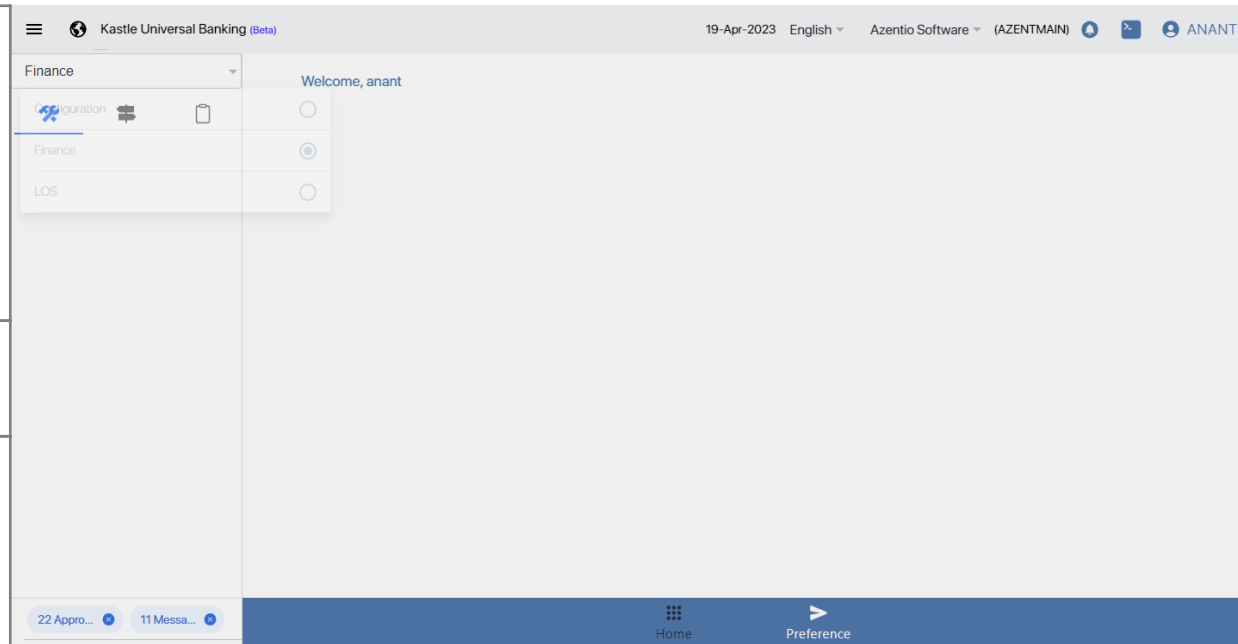 Kastle Universal Banking (Beta)
19-Apr-2023 English Azentio Software (AZENTMAIN) ANANT
Finance
Welcome, anant
Configuration
Finance
LOS
22 Appro... 11 Messa...
Home Preference